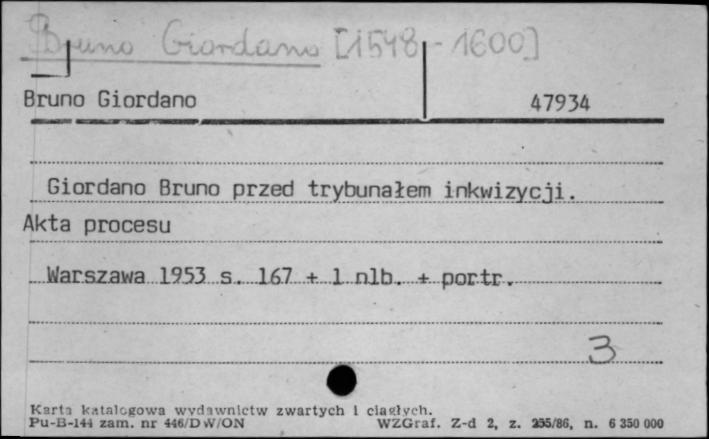 Bruno Giordano [1548-1600]
Bruno Giordano 47934
Giordano Bruno przed trybunałem inkwizycji.
Akta procesu
Warszawa 1953 s. 167 + 1 nlb. + portr.
3
Karta katalogowa wydawnictw zwartych i ciągłych.
Pu-B-144 zam. nr 446/DW/ON WZGraf. Z-d 2, z. 255/86, n. 6 350 000